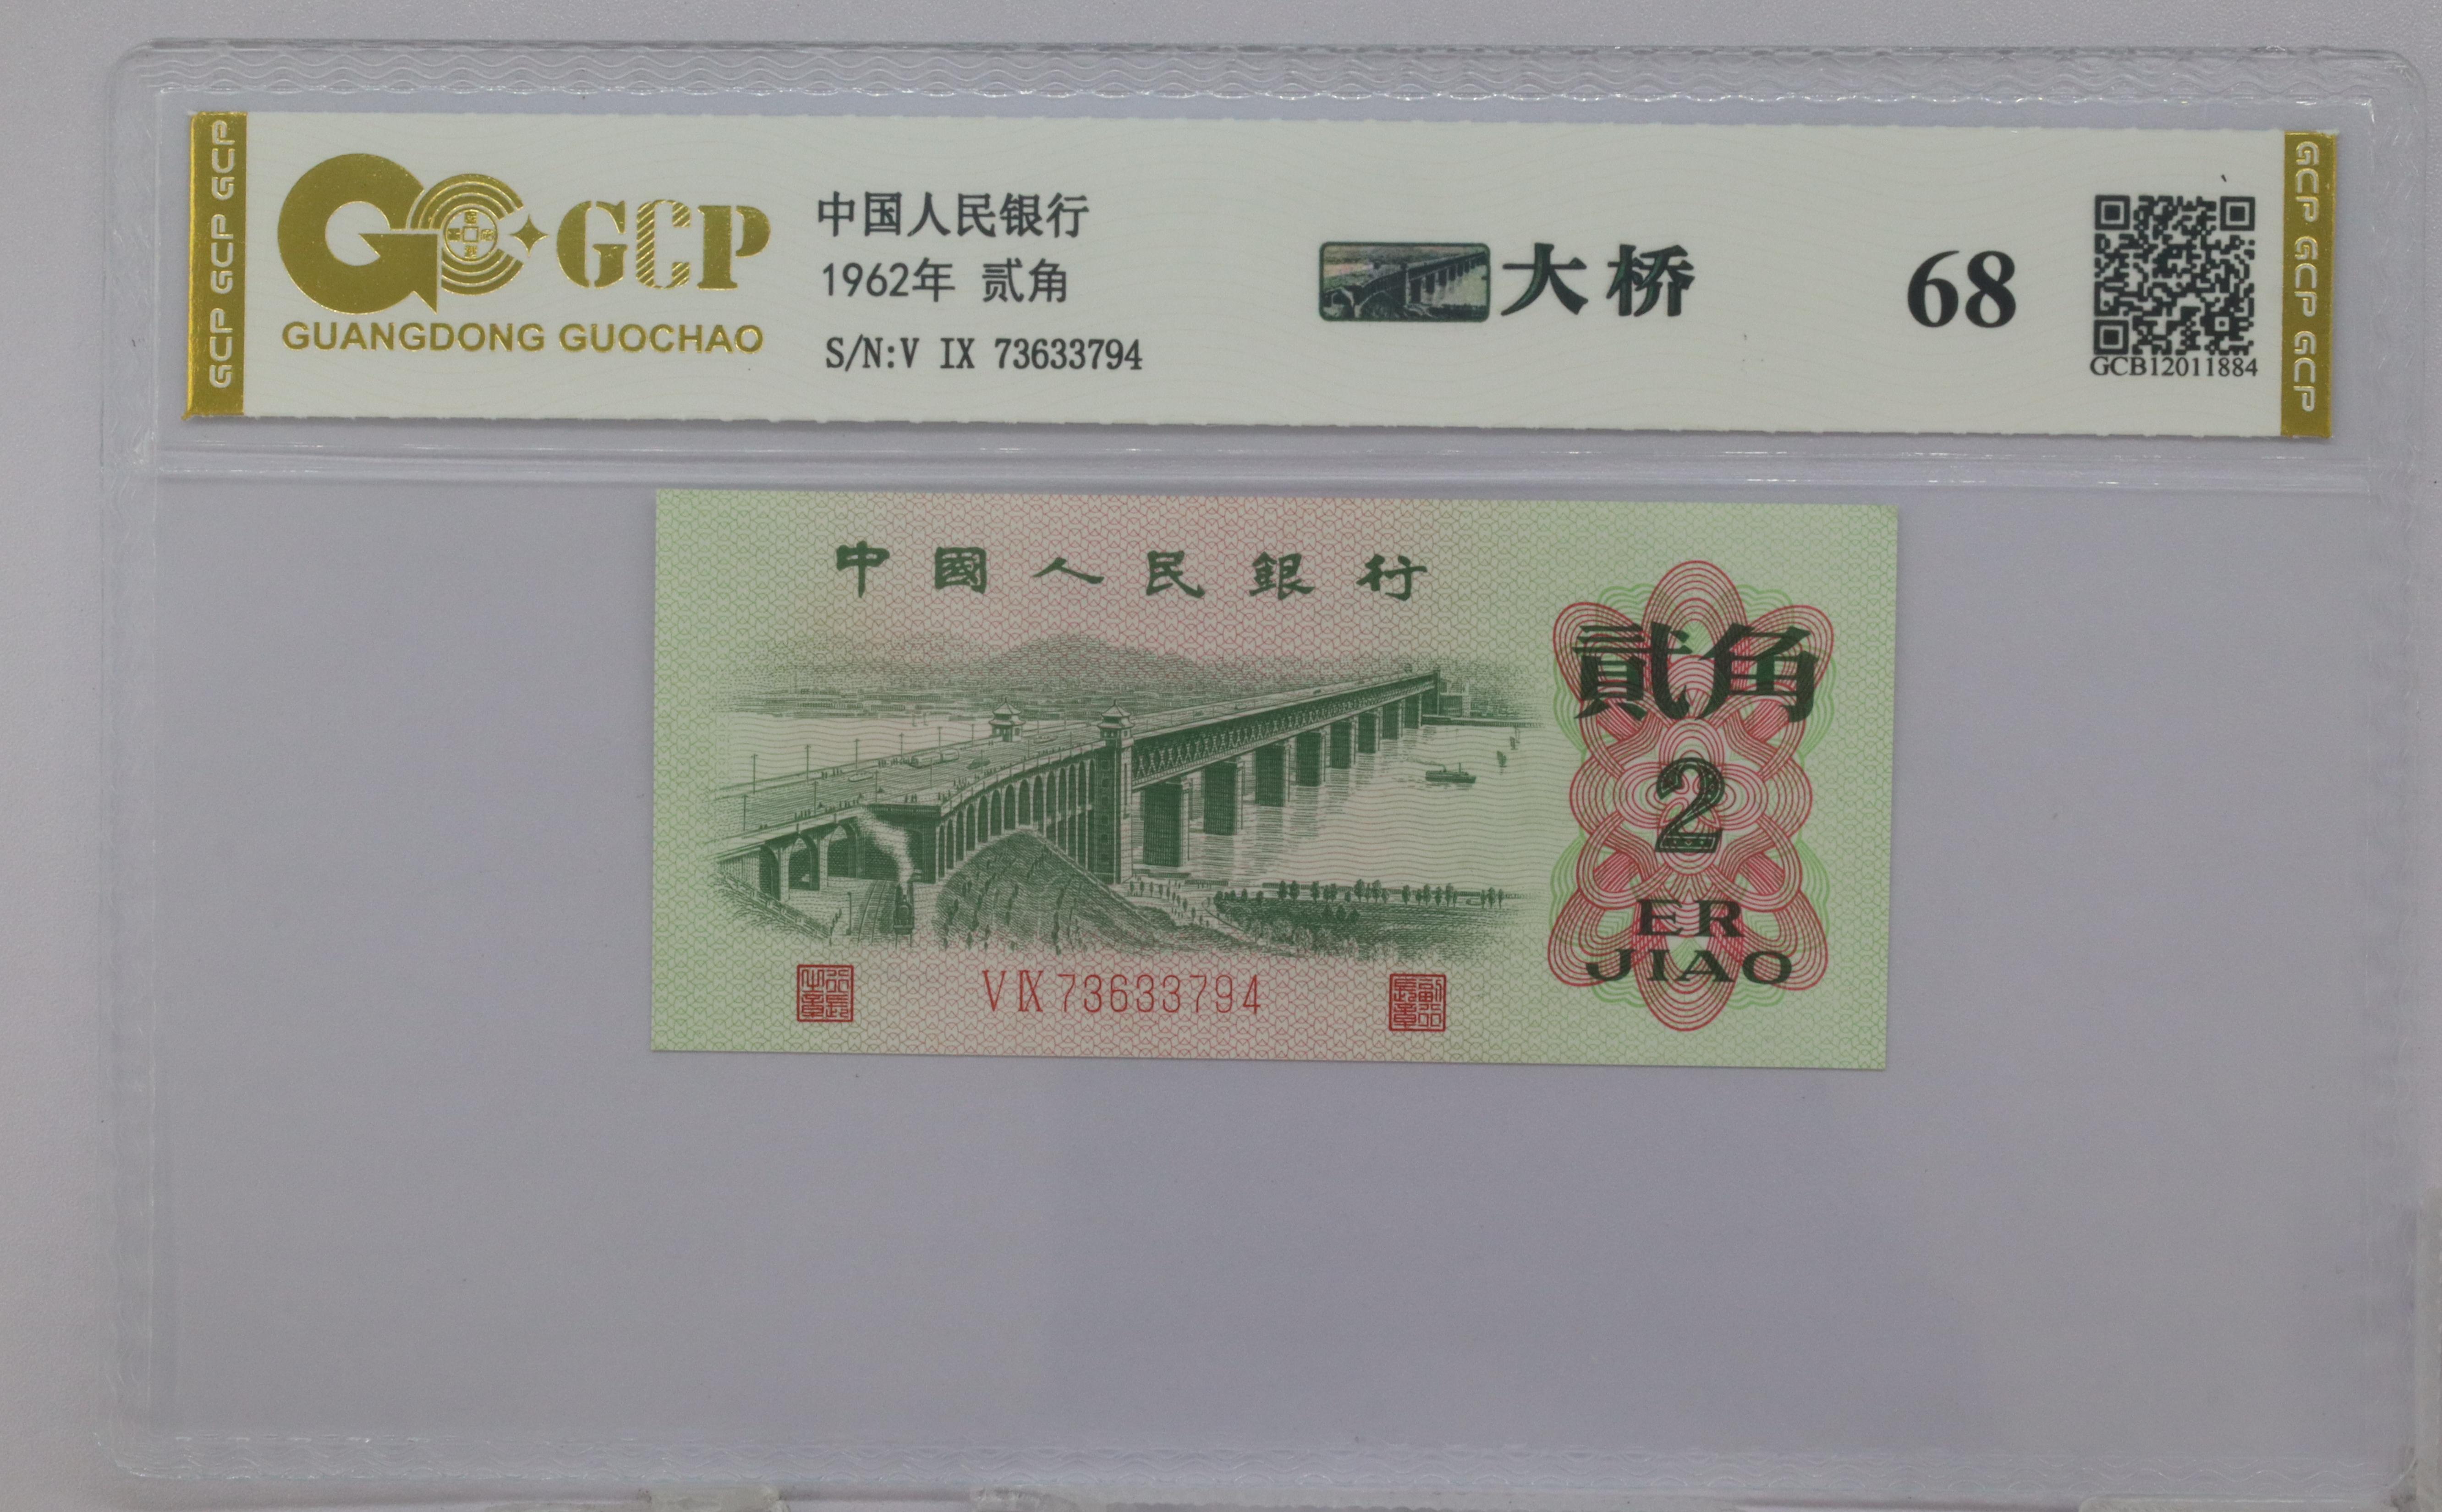 GCP GCP GCP
GCP
GUANGDONG GUOCHAO
中国人民银行
1962年 贰角
S/N:V IX 73633794
大桥
68
GCB12011884
GCP GCP GCP
中國人民銀行
貳角
2
ER
JIAO
V IX 73633794